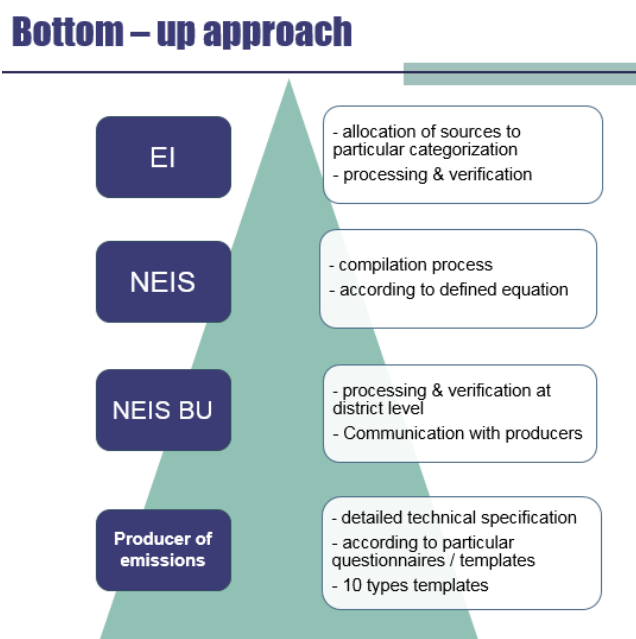 Bottom – up approach
EI
- allocation of sources to
particular categorization
- processing & verification
NEIS
- compilation process
- according to defined equation
NEIS BU
- processing & verification at
district level
- Communication with producers
Producer of
emissions
- detailed technical specification
- according to particular
questionnaires / templates
- 10 types templates